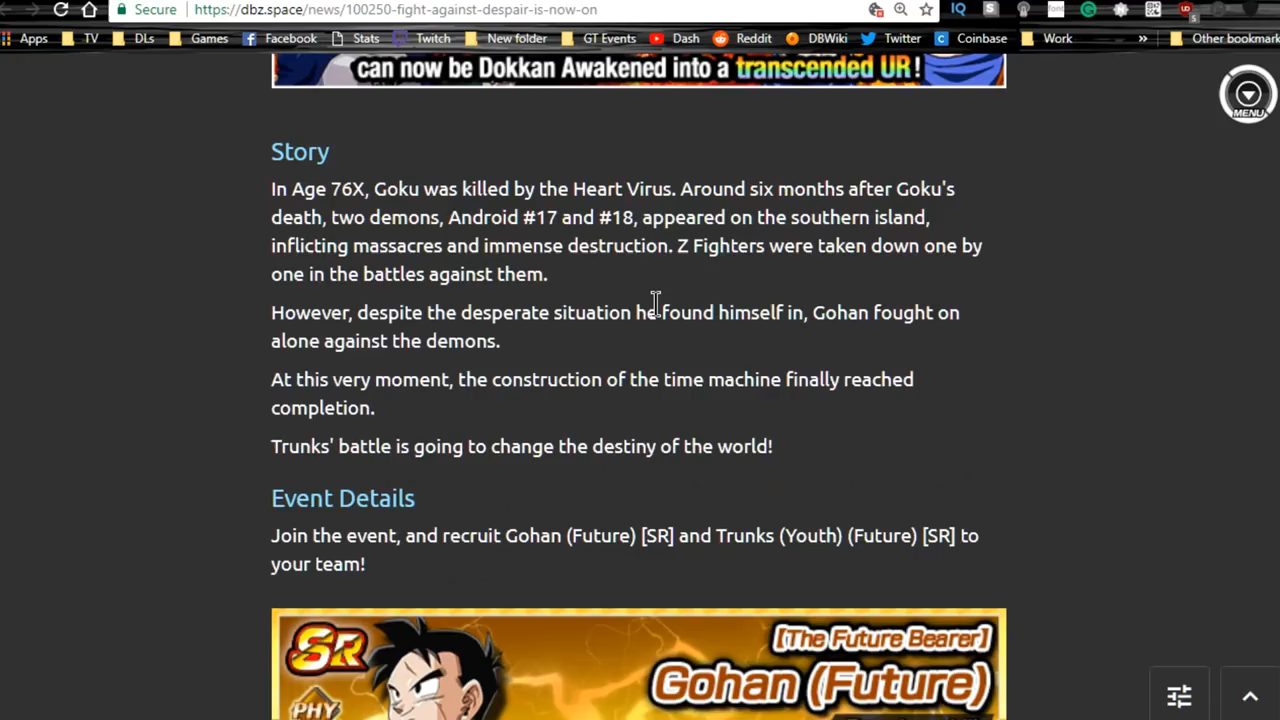 Secure https://dbz.space/news/100250-fight-against-despair-is-now-on
Apps TV DLs Games Facebook Stats Twitch New folder GT Events Dash Reddit DBWiki Twitter Coinbase Work » Other bookmark
can now be Dokkan Awakened into a transcended UR!
MENU
Story
In Age 76X, Goku was killed by the Heart Virus. Around six months after Goku's
death, two demons, Android #17 and #18, appeared on the southern island,
inflicting massacres and immense destruction. Z Fighters were taken down one by
one in the battles against them.
However, despite the desperate situation he found himself in, Gohan fought on
alone against the demons.
At this very moment, the construction of the time machine finally reached
completion.
Trunks' battle is going to change the destiny of the world!
Event Details
Join the event, and recruit Gohan (Future) [SR] and Trunks (Youth) (Future) [SR] to
your team!
SR
[The Future Bearer]
Gohan (Future)
PHY